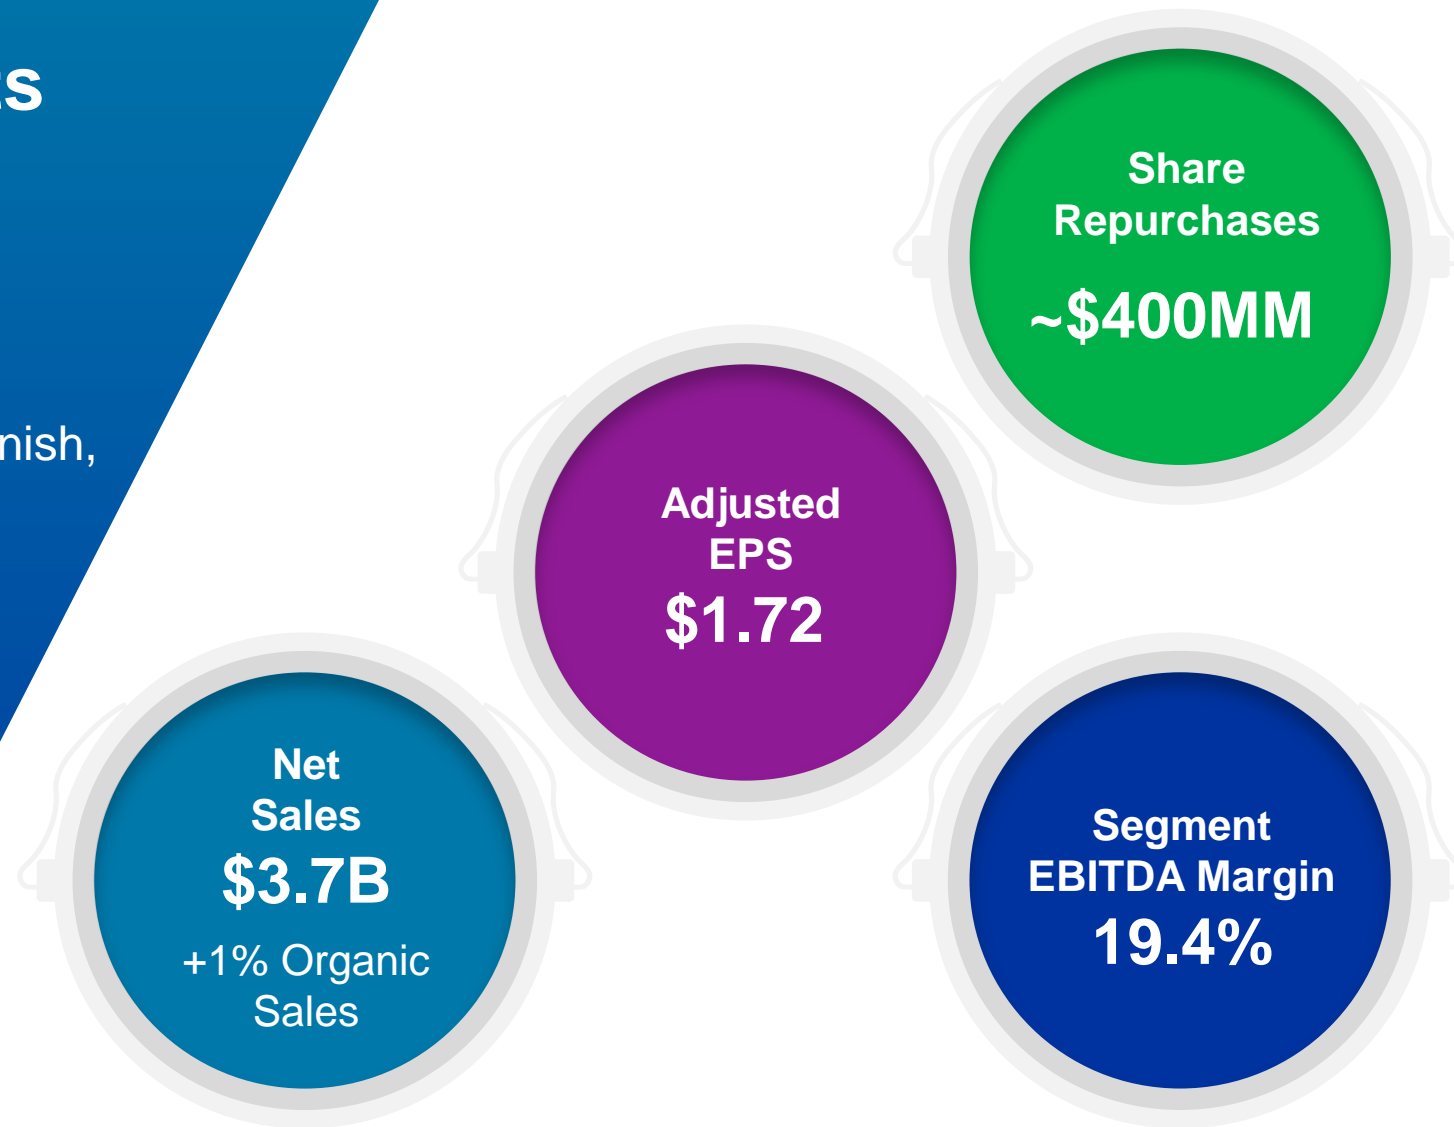 ts
nish,
Share
Repurchases
~$400MM
Adjusted
EPS
$1.72
Net
Sales
$3.7B
+1% Organic
Sales
Segment
EBITDA Margin
19.4%